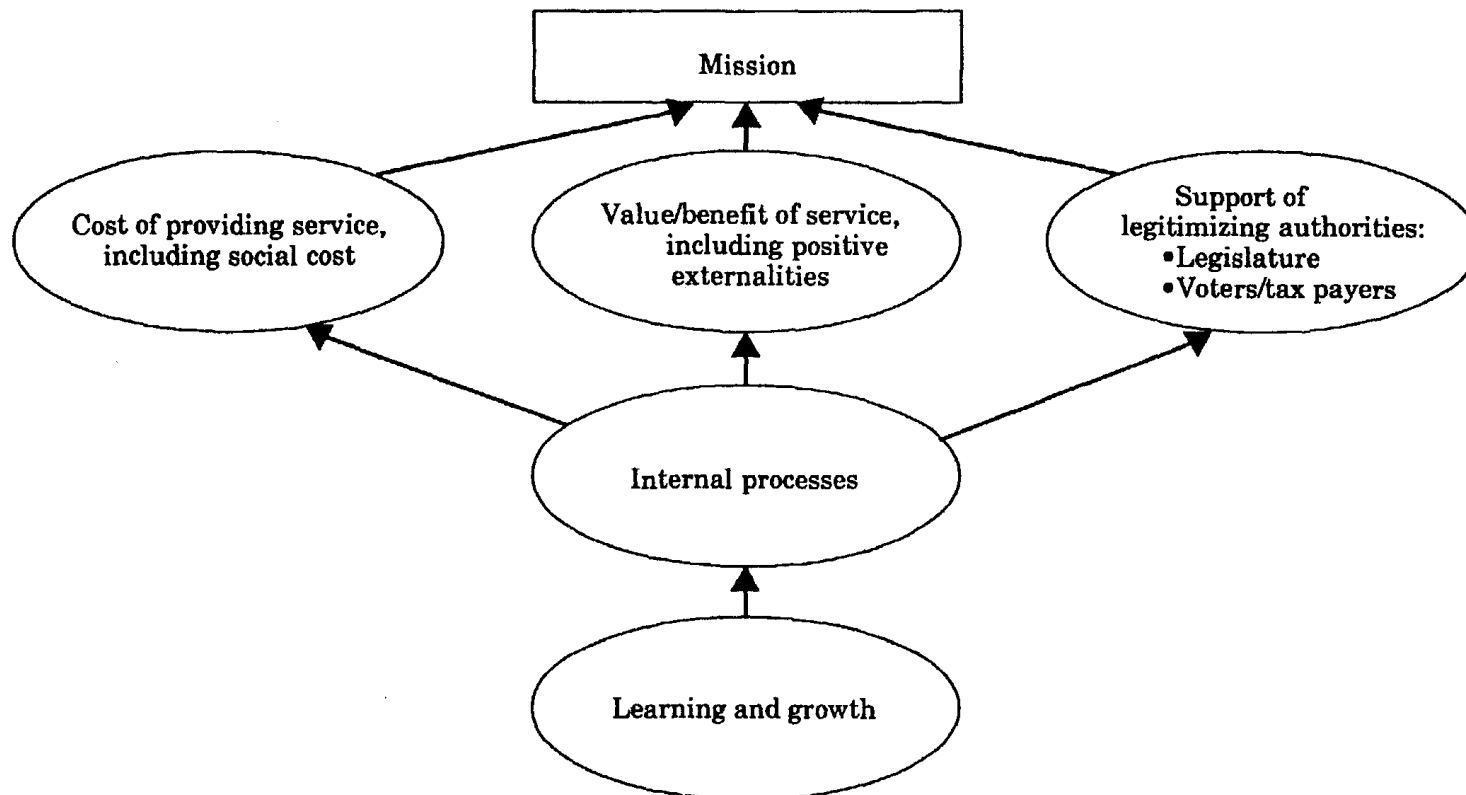 Mission
Cost of providing service,
including social cost
Value/benefit of service,
including positive
externalities
Support of
legitimizing authorities:
•Legislature
•Voters/tax payers
Internal processes
Learning and growth